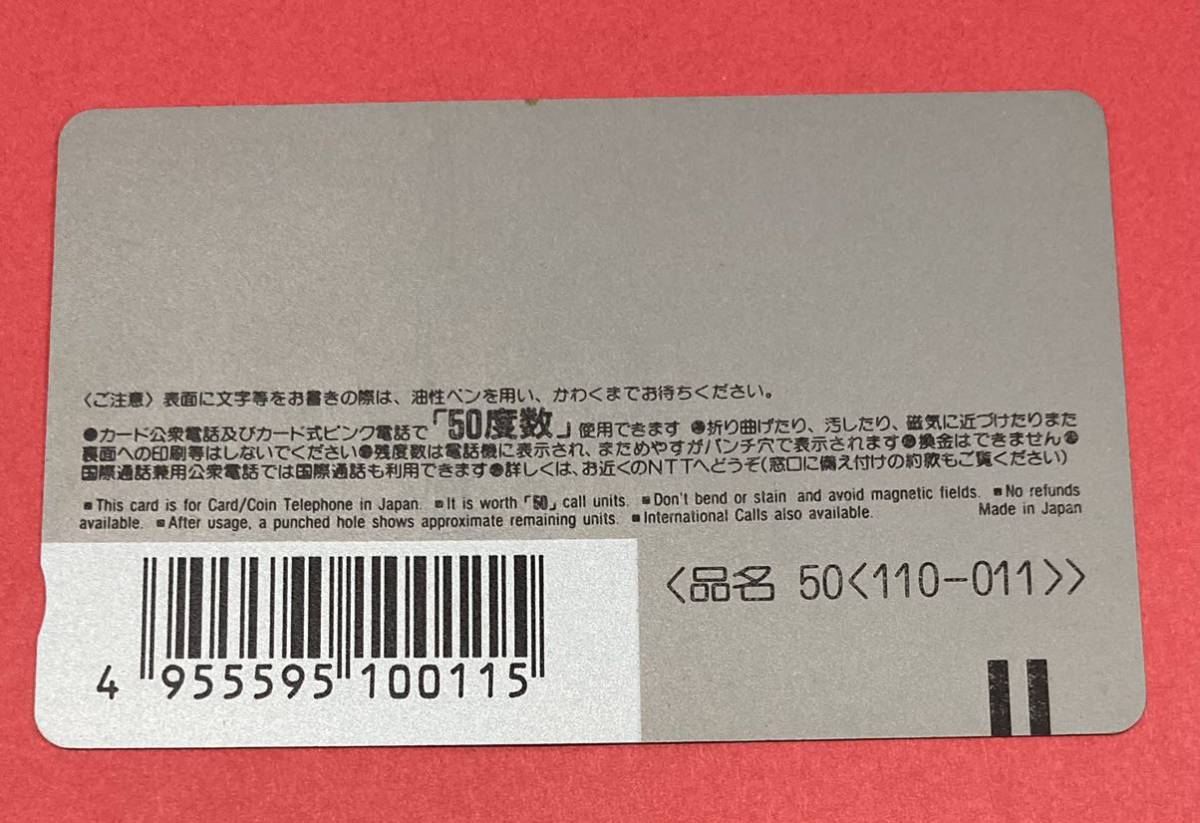 〈ご注意〉表面に文字等をお書きの際は、油性ペンを用い、かわくまでお待ちください。
●カード公衆電話及びカード式ピンク電話で「50度数」使用できます ●折り曲げたり、汚したり、磁気に近づけたりまた
裏面への印刷等はしないでください●残度数は電話機に表示され、まためやすがパンチ穴で表示されます●換金はできません●
国際通話兼用公衆電話では国際通話も利用できます●詳しくは、お近くのNTTへどうぞ(窓口に備え付けの約款もご覧ください)
■This card is for Card/Coin Telephone in Japan. ■It is worth「50」call units. ■Don't bend or stain and avoid magnetic fields. ■No refunds
available. ■After usage, a punched hole shows approximate remaining units. ■International Calls also available. Made in Japan
〈品名 50〈110-011〉〉
4 955595 100115